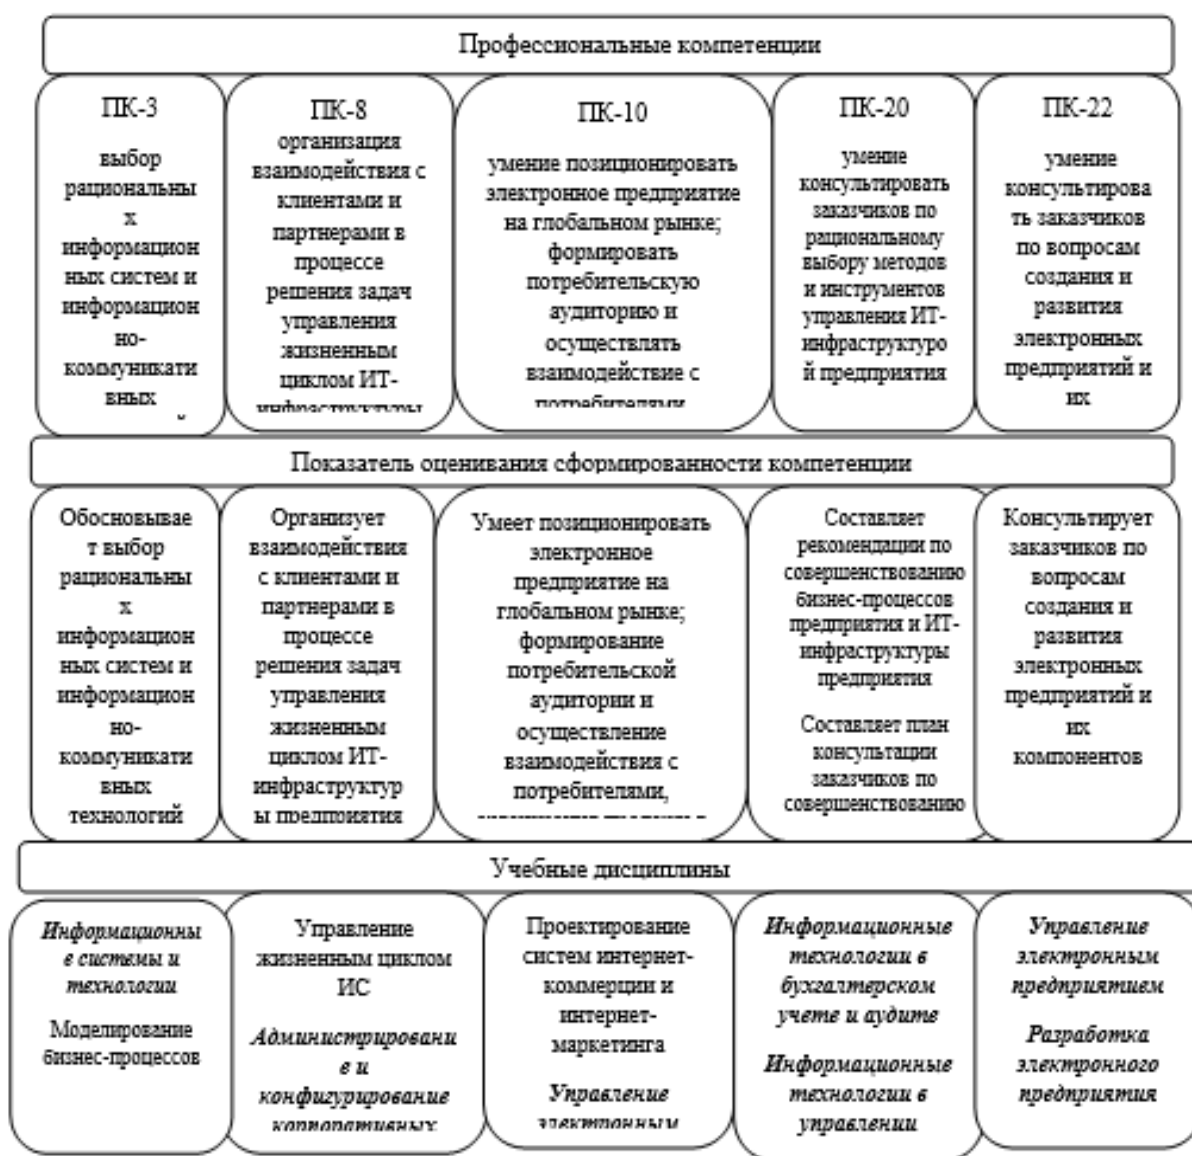 Профессиональные компетенции
ПК-3
выбор
рациональны
х
информацион
ных систем и
информацион
но-
коммуникати
вных
ПК-8
организация
взаимодействия с
клиентами и
партнерами в
процессе
решения задач
управления
жизненным
циклом ИТ-
инфраструктуры
ПК-10
умение позиционировать
электронное предприятие
на глобальном рынке;
формировать
потребительскую
аудиторию и
осуществлять
взаимодействие с
потребителями
ПК-20
умение
консультировать
заказчиков по
рациональному
выбору методов
и инструментов
управления ИТ-
инфраструктуро
й предприятия
ПК-22
умение
консультирова
ть заказчиков
по вопросам
создания и
развития
электронных
предприятий и
их
Показатель оценивания сформированности компетенции
Обосновывае
т выбор
рациональны
х
информацион
ных систем и
информацион
но-
коммуникати
вных
технологий
Организует
взаимодействия
с клиентами и
партнерами в
процессе
решения задач
управления
жизненным
циклом ИТ-
инфраструктур
ы предприятия
Умеет позиционировать
электронное
предприятие на
глобальном рынке;
формирование
потребительской
аудитории и
осуществление
взаимодействия с
потребителями,
Составляет
рекомендации по
совершенствованию
бизнес-процессов
предприятия и ИТ-
инфраструктуры
предприятия
Составляет план
консультации
заказчиков по
совершенствованию
Консультирует
заказчиков по
вопросам
создания и
развития
электронных
предприятий и
их
компонентов
Учебные дисциплины
Информационны
е системы и
технологии
Моделирование
бизнес-процессов
Управление
жизненным циклом
ИС
Администрировани
е и
конфигурирование
корпоративных
Проектирование
систем интернет-
коммерции и
интернет-
маркетинга
Управление
электронным
Информационные
технологии в
бухгалтерском
учете и аудите
Информационные
технологии в
управлении
Управление
электронным
предприятием
Разработка
электронного
предприятия